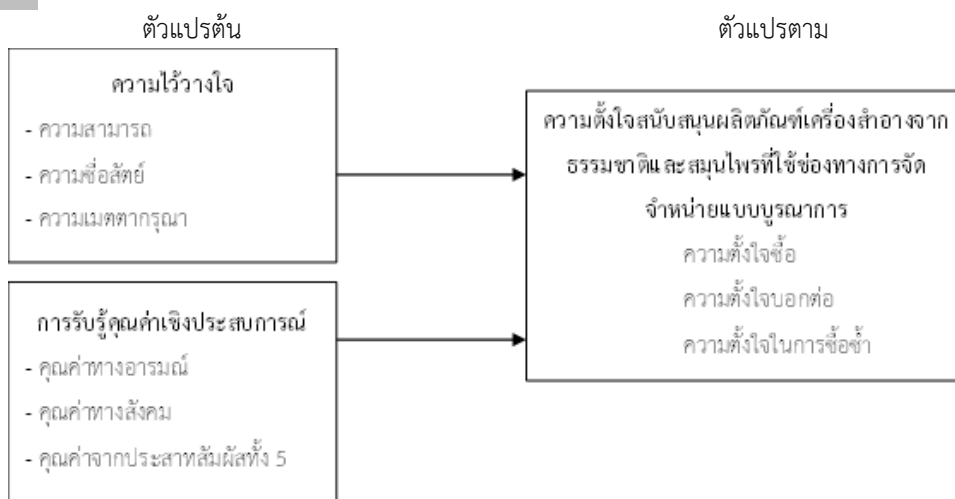 ตัวแปรต้น
ตัวแปรตาม
ความไว้วางใจ
- ความสามารถ
- ความซื่อสัตย์
- ความเมตตากรุณา
การรับรู้คุณค่าเชิงประสบการณ์
- คุณค่าทางอารมณ์
- คุณค่าทางสังคม
- คุณค่าจากประสาทสัมผัสทั้ง 5
ความตั้งใจสนับสนุนผลิตภัณฑ์เครื่องสำอางจาก
ธรรมชาติและสมุนไพรที่ใช้ช่องทางการจัด
จำหน่ายแบบบูรณาการ
ความตั้งใจซื้อ
ความตั้งใจบอกต่อ
ความตั้งใจในการซื้อซ้ำ